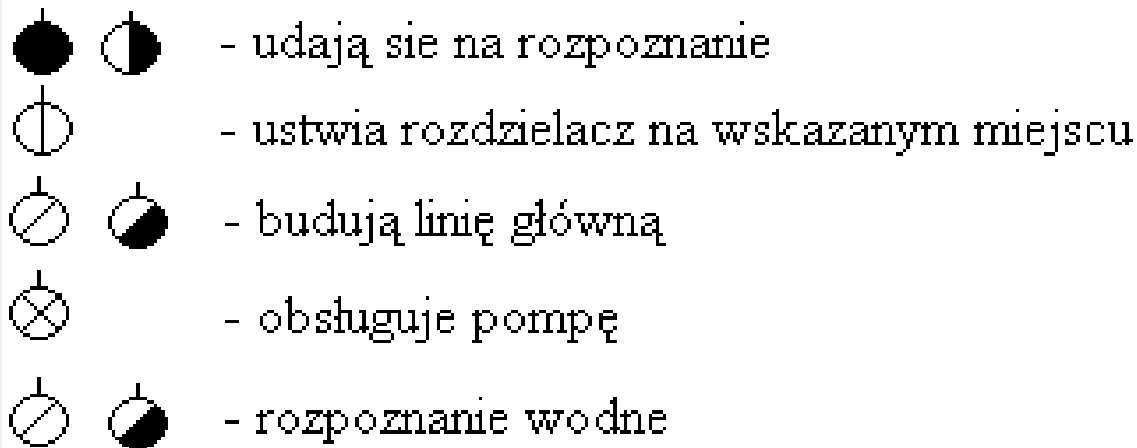 - udają sie na rozpoznanie
- ustwia rozdzielacz na wskazanym miejscu
- budują linię główną
- obsługuje pompę
- rozpoznanie wodne